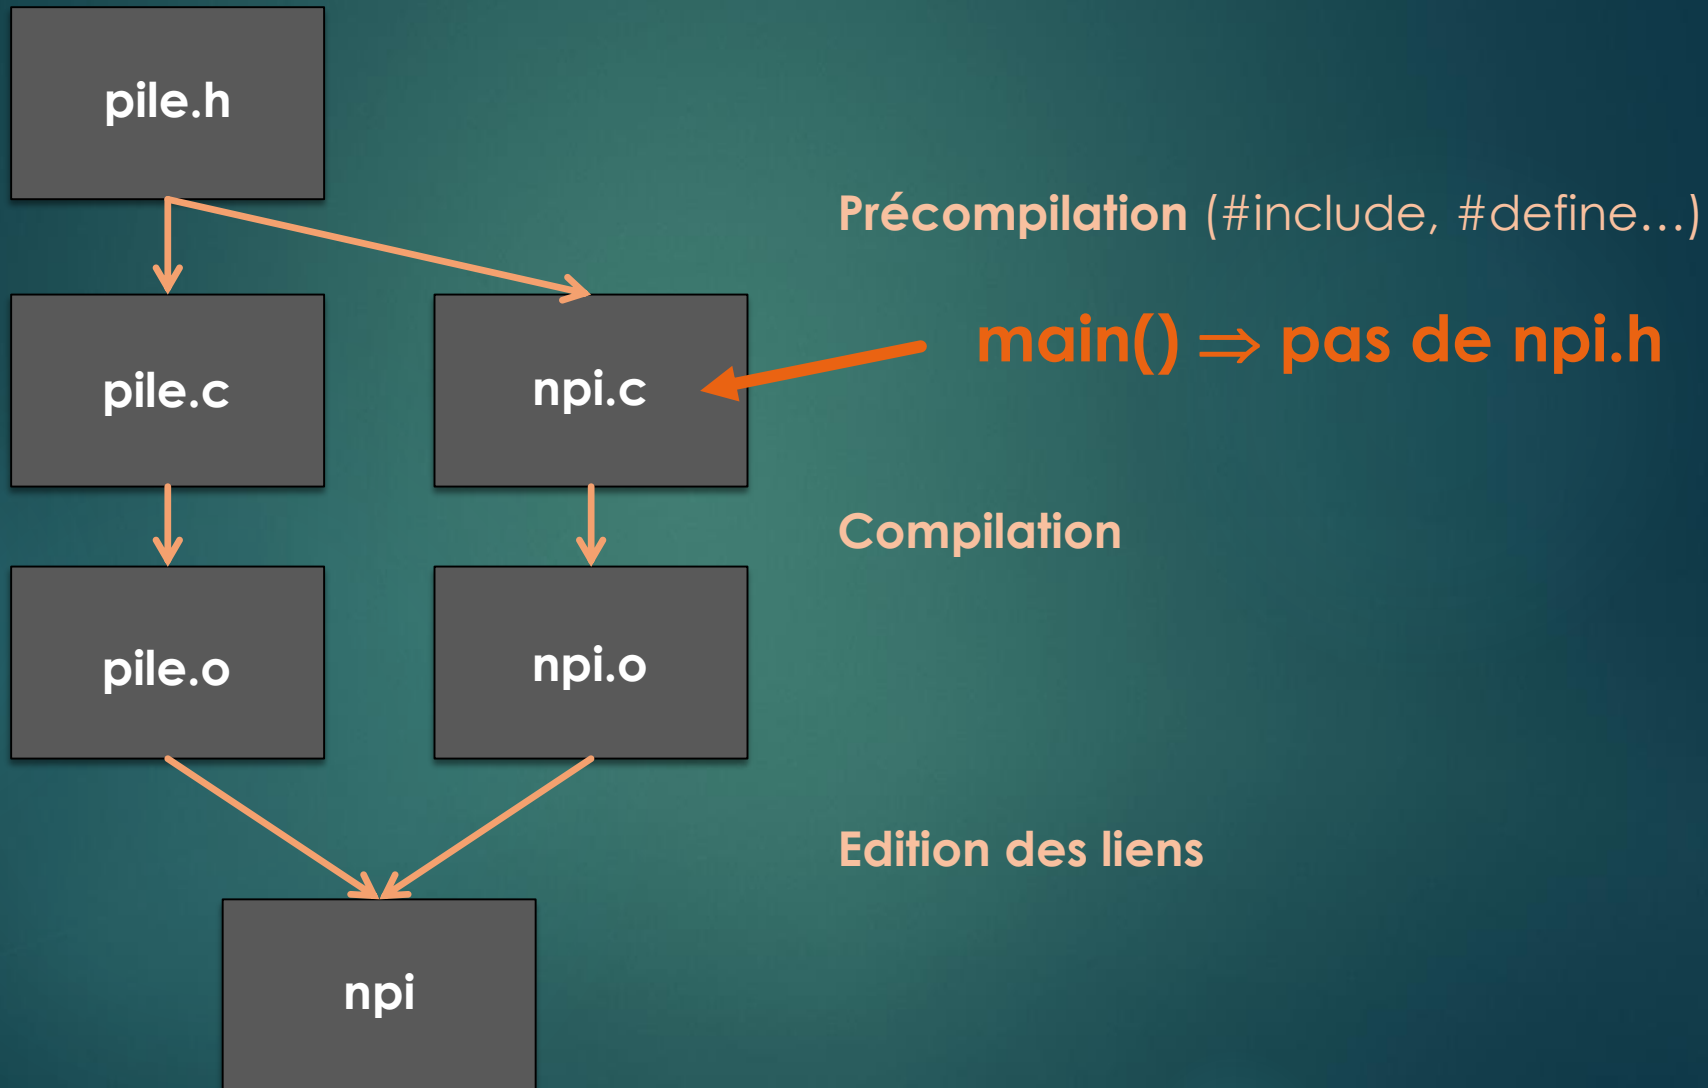 pile.h
Précompilation (#include, #define…)
main() ⇒ pas de npi.h
pile.c
npi.c
Compilation
pile.o
npi.o
Edition des liens
npi